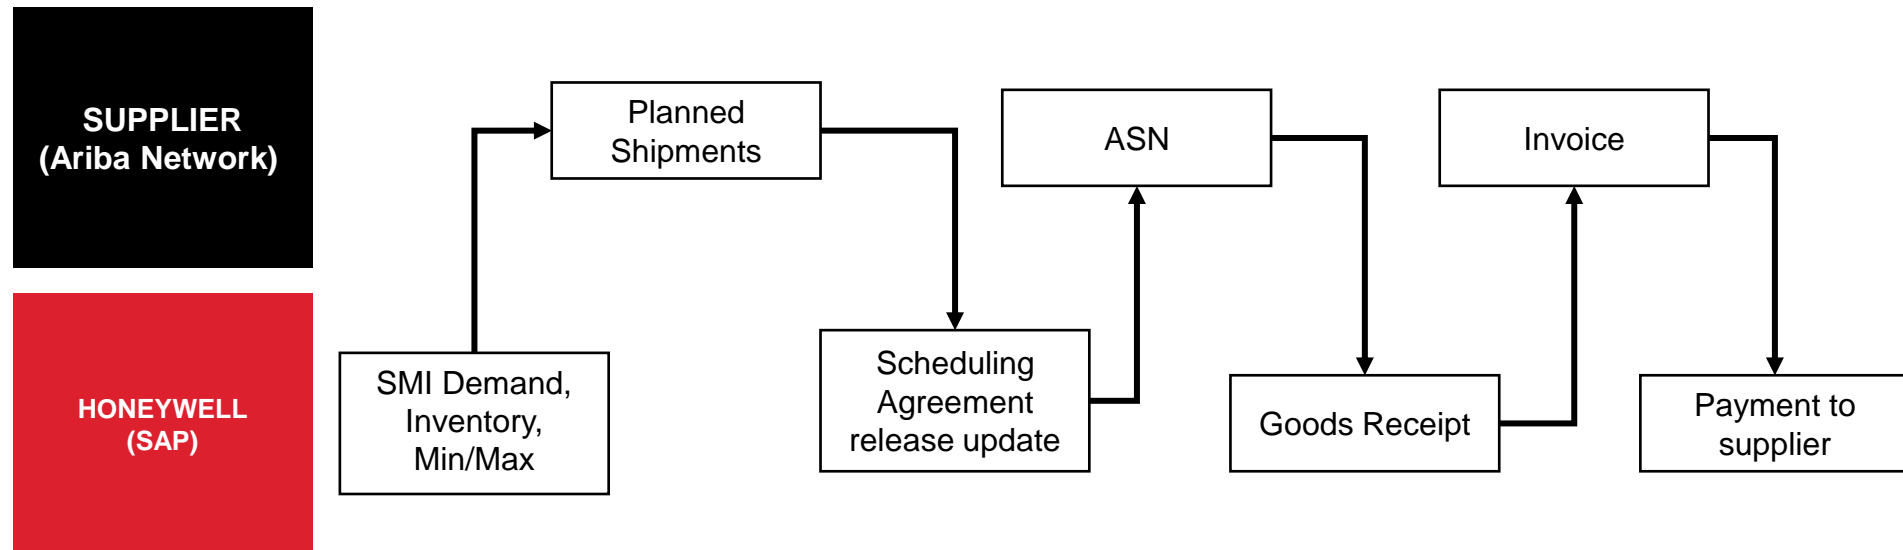 SUPPLIER
(Ariba Network)
Planned
Shipments
ASN
Invoice
HONEYWELL
(SAP)
SMI Demand,
Inventory,
Min/Max
Scheduling
Agreement
release update
Goods Receipt
Payment to
supplier